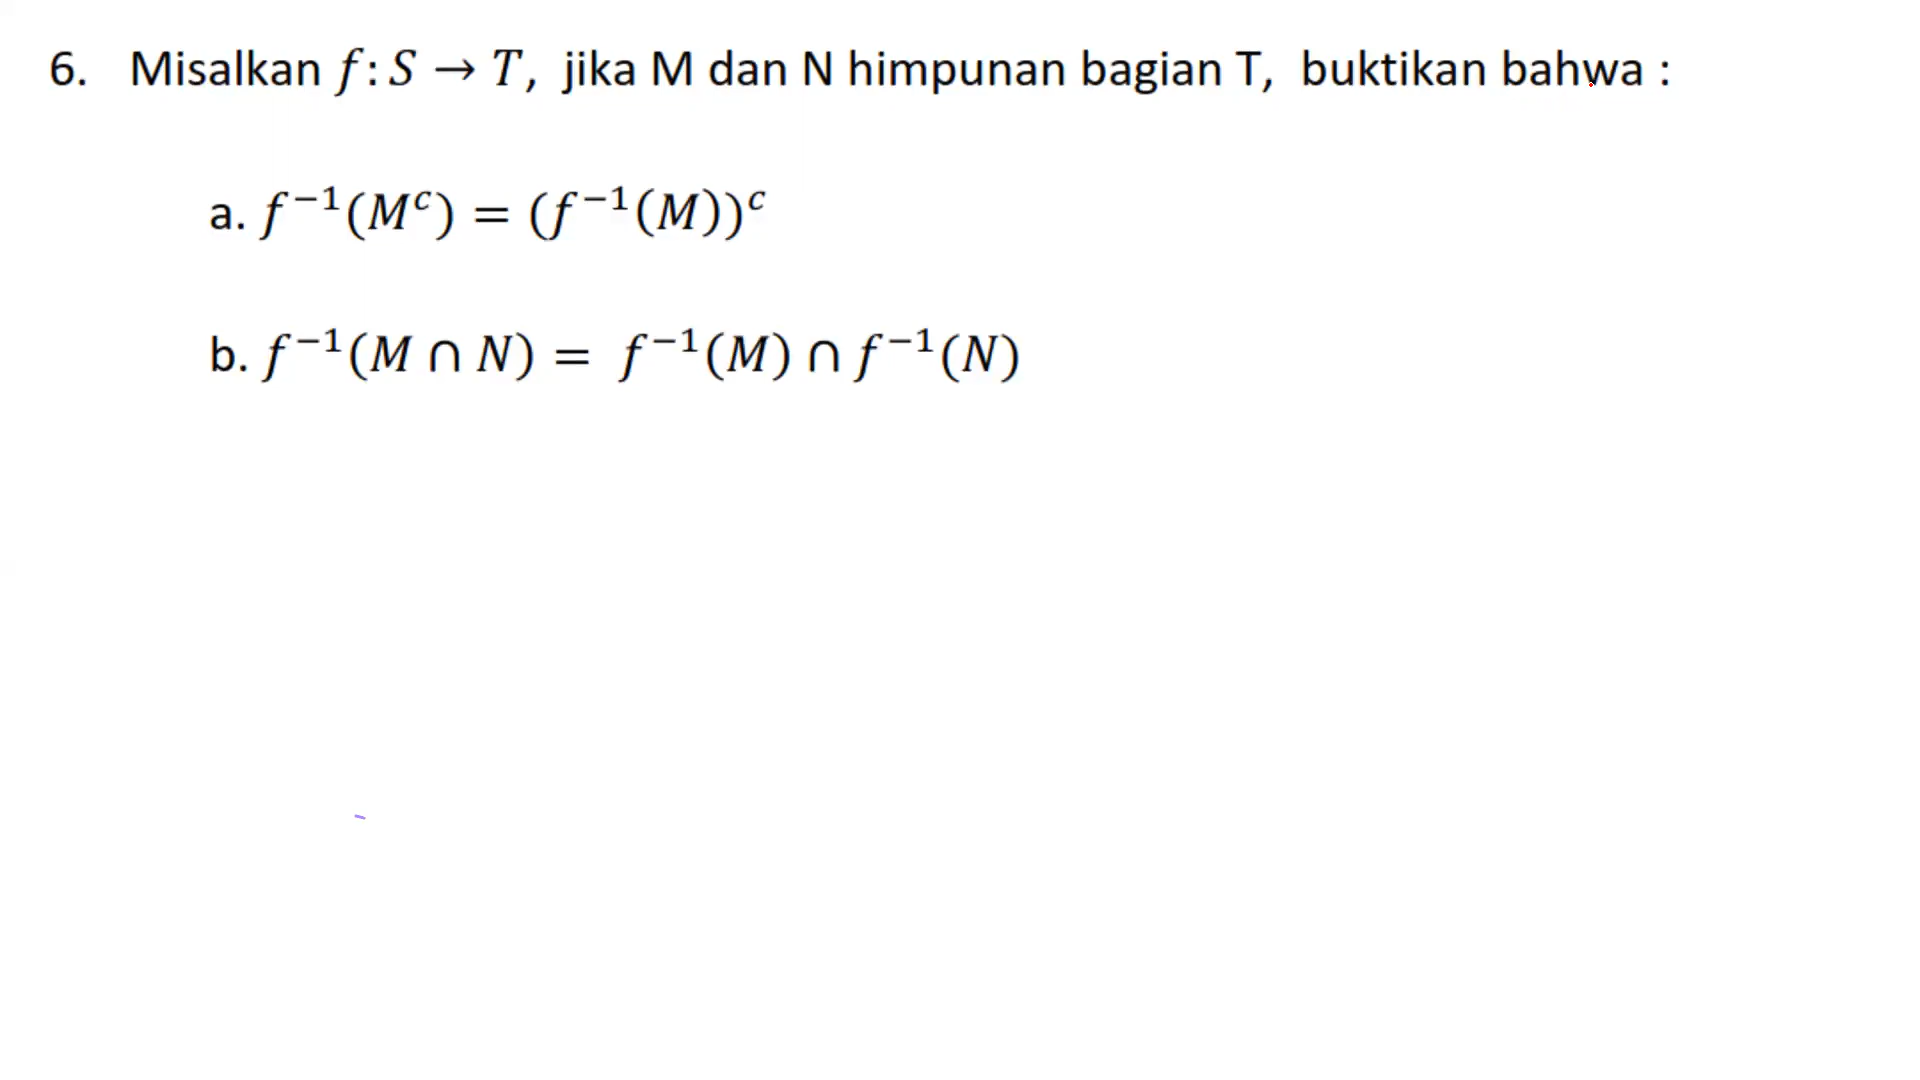 6. Misalkan f: S → T, jika M dan N himpunan bagian T, buktikan bahwa :
a. f⁻¹(Mᶜ) = (f⁻¹(M))ᶜ
b. f⁻¹(M ∩ N) = f⁻¹(M) ∩ f⁻¹(N)